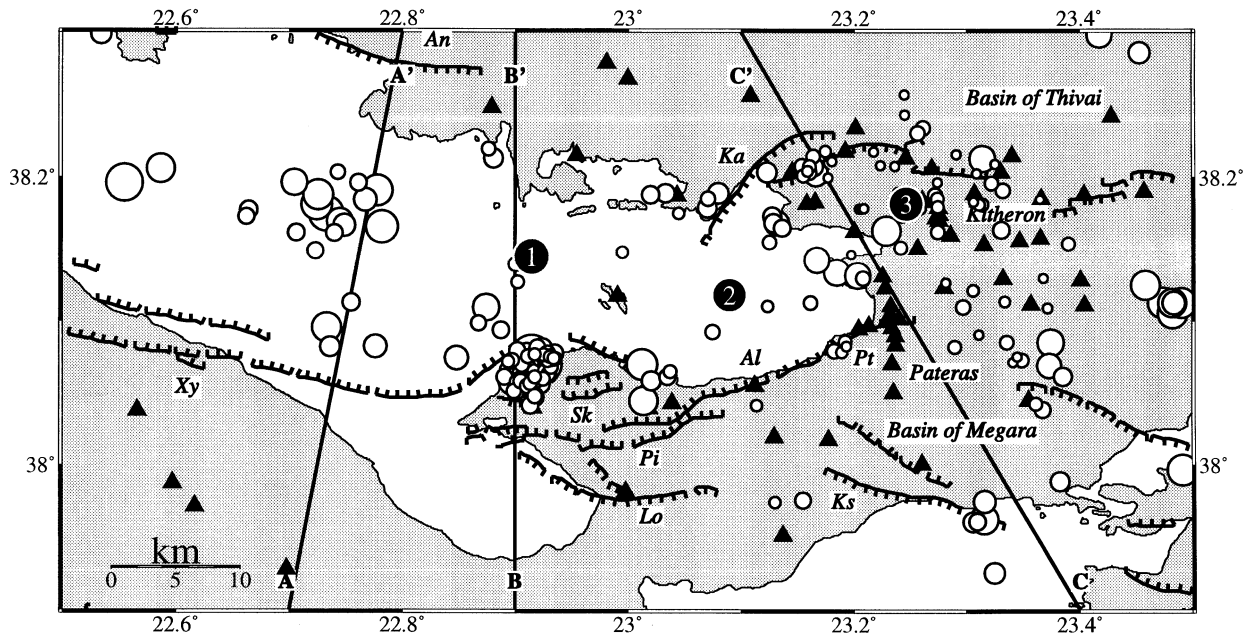 22.6° 22.8° 23° 23.2° 23.4°
An
A' B' C'
Basin of Thivai
Ka
38.2° 38.2°
3
Kitheron
1
2
Al
Pt
Pateras
Xy
Sk
Basin of Megara
Pi
38° 38°
Lo
Ks
km
0 5 10
A B C'
22.6° 22.8° 23° 23.2° 23.4°